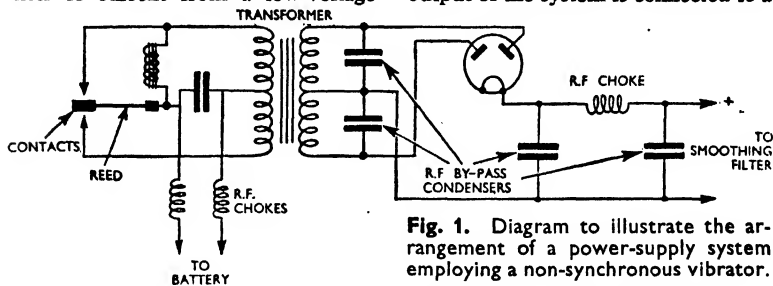 TRANSFORMER
R.F CHOKE
+
-
CONTACTS.
REED
R.F BY-PASS
CONDENSERS
TO
SMOOTHING
FILTER
R.F.
CHOKES
TO
BATTERY
Fig. 1. Diagram to illustrate the ar-
rangement of a power-supply system
employing a non-synchronous vibrator.